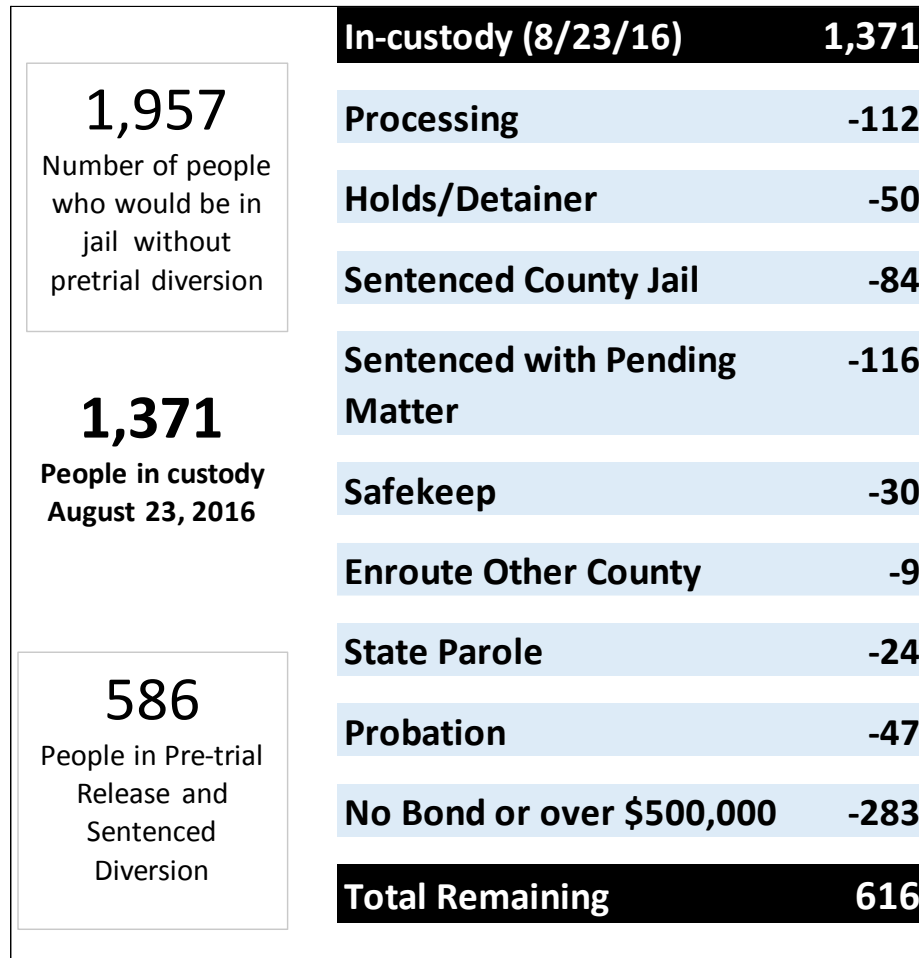 1,957
Number of people
who would be in
jail without
pretrial diversion
1,371
People in custody
August 23, 2016
586
People in Pre-trial
Release and
Sentenced
Diversion
In-custody (8/23/16) 1,371
Processing -112
Holds/Detainer -50
Sentenced County Jail -84
Sentenced with Pending -116
Matter
Safekeep -30
Enroute Other County -9
State Parole -24
Probation -47
No Bond or over $500,000 -283
Total Remaining 616